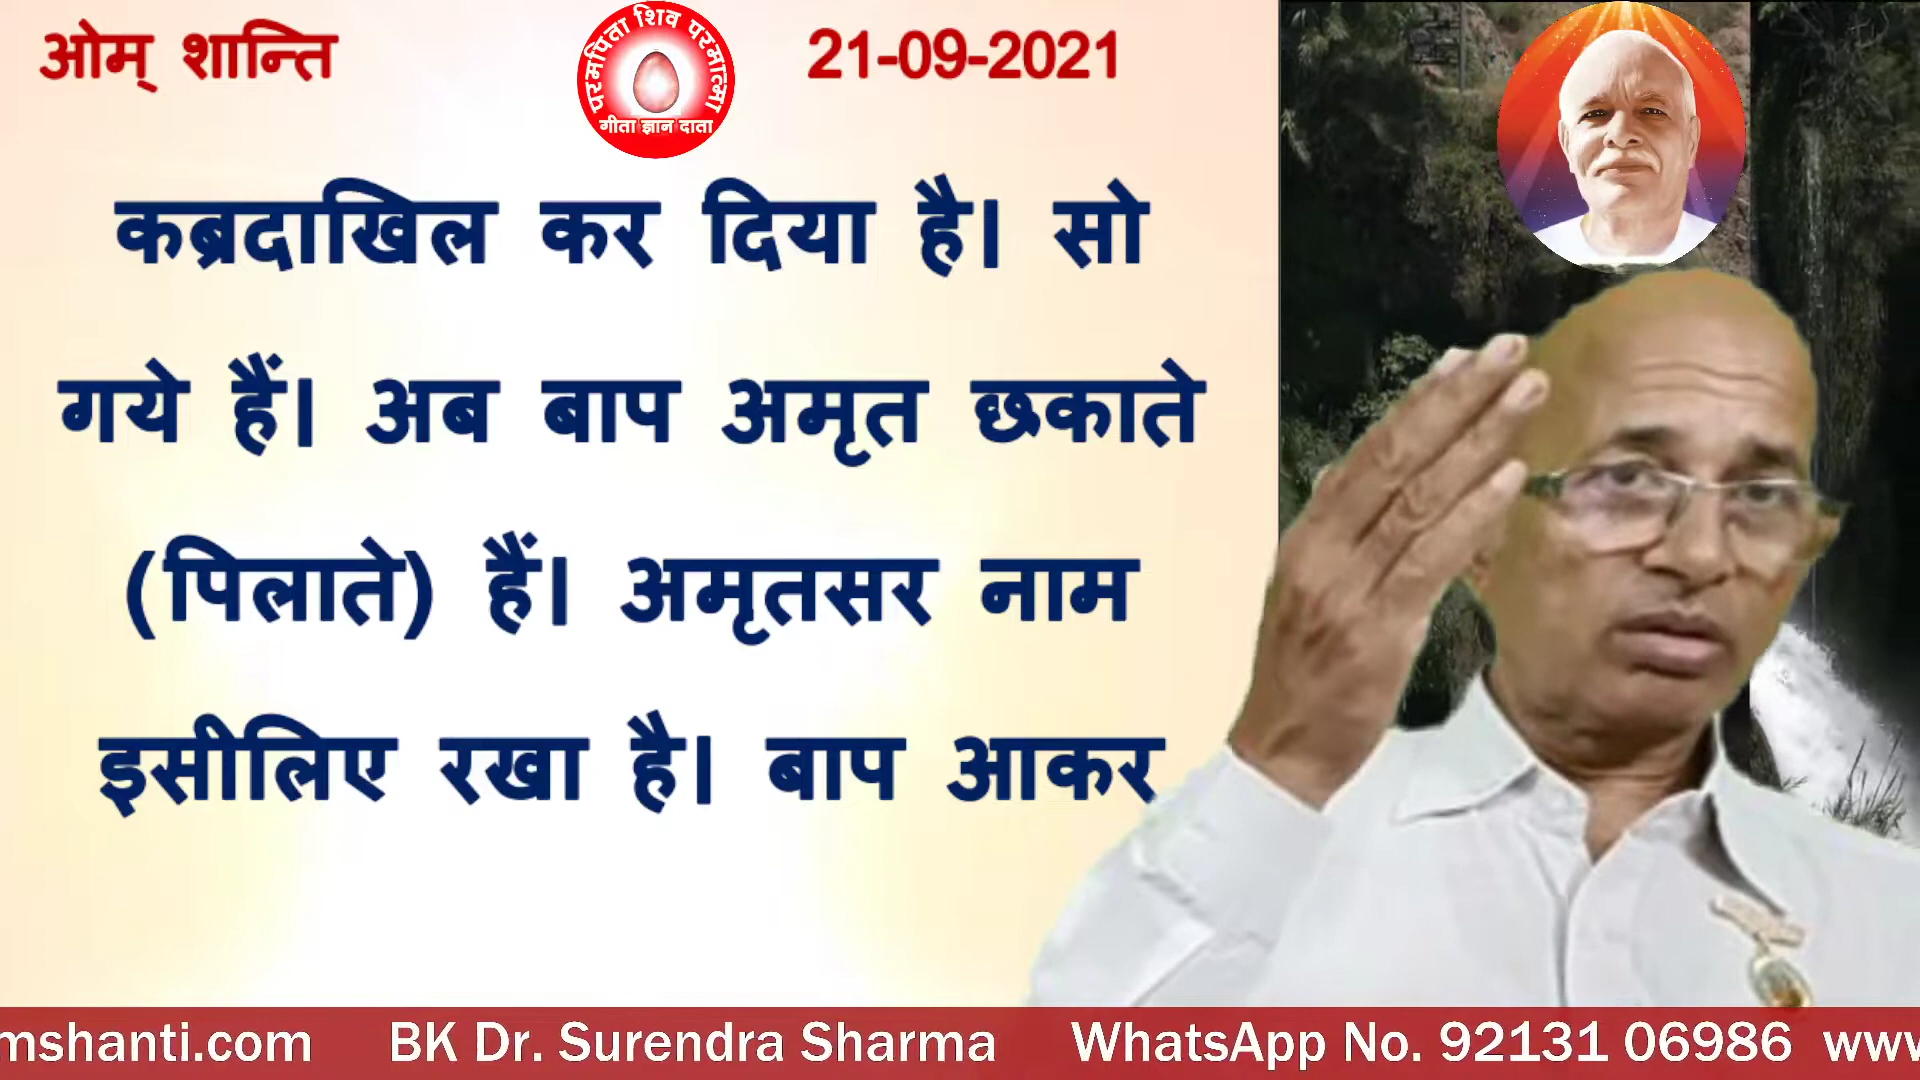 ओम् शान्ति
परमपिता शिव परमात्मा
गीता ज्ञान दाता
21-09-2021
कब्रदाखिल कर दिया है। सो
गये हैं। अब बाप अमृत छकाते
(पिलाते) हैं। अमृतसर नाम
इसीलिए रखा है। बाप आकर
mshanti.com BK Dr. Surendra Sharma WhatsApp No. 92131 06986 www